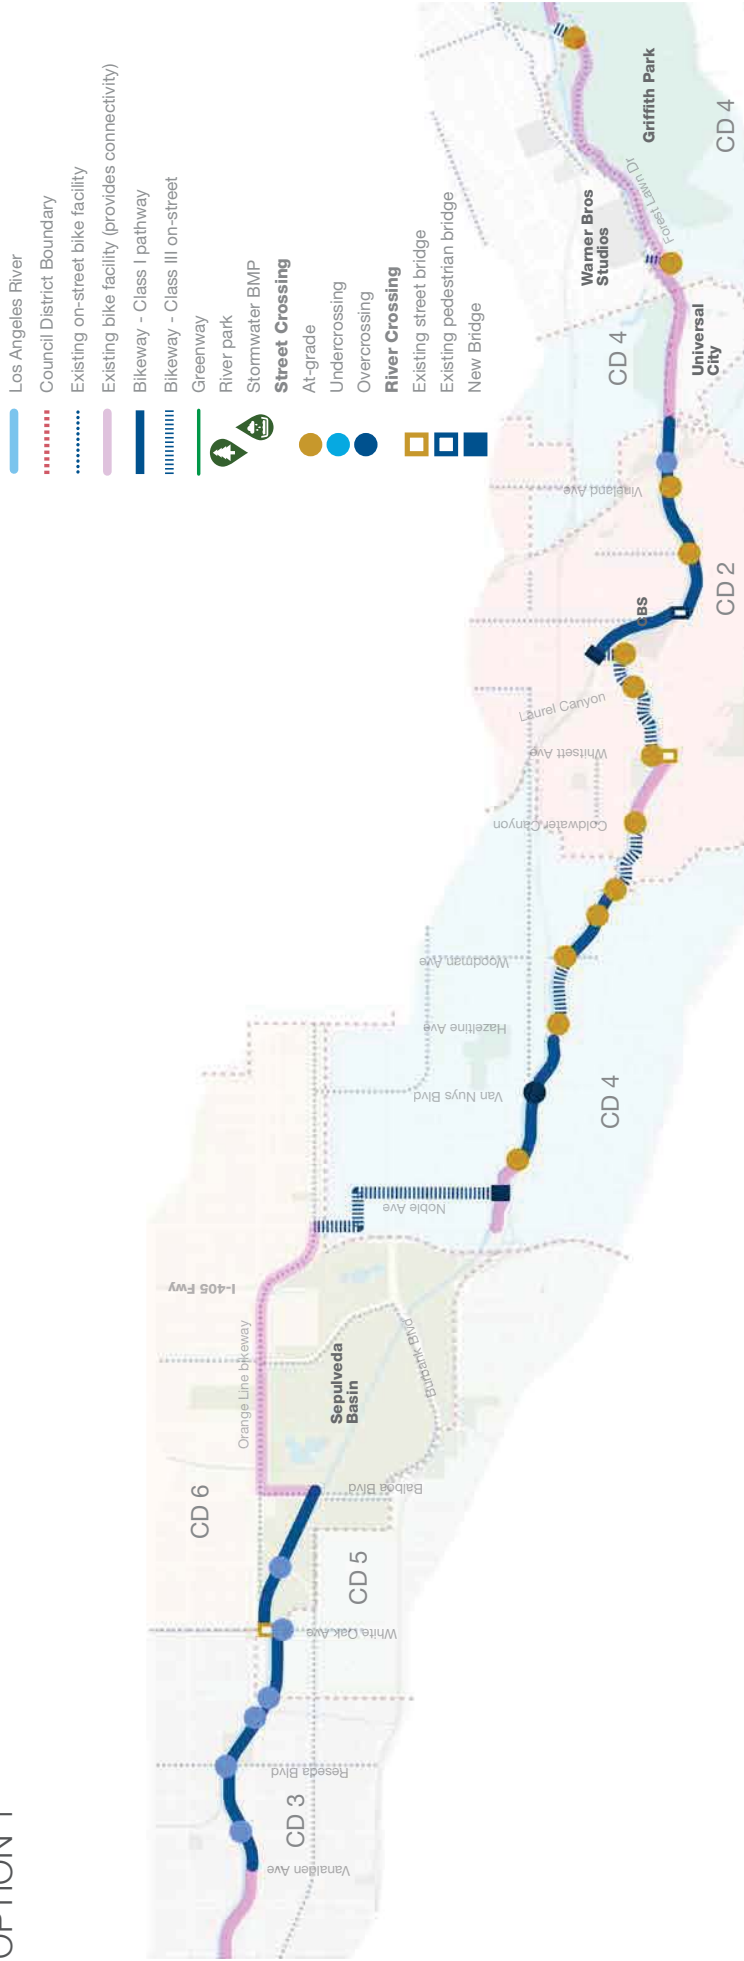 OPTION 1
Los Angeles River
Council District Boundary
Existing on-street bike facility
Existing bike facility (provides connectivity)
Bikeway - Class I pathway
Bikeway - Class III on-street
Greenway
River park
Stormwater BMP
Street Crossing
At-grade
Undercrossing
Overcrossing
River Crossing
Existing street bridge
Existing pedestrian bridge
New Bridge
Vanalden Ave
CD 3
Reseda Blvd
White Oak Ave
CD 5
CD 6
Balboa Blvd
Orange Line bikeway
Sepulveda
Basin
Burbank Blvd
I-405 Fwy
Noble Ave
Van Nuys Blvd
CD 4
Hazeltine Ave
Woodman Ave
Coldwater Canyon
Whitsett Ave
Laurel Canyon
CBS
CD 2
Vineland Ave
CD 4
Universal
City
Warner Bros
Studios
Forest Lawn Dr
Griffith Park
CD 4